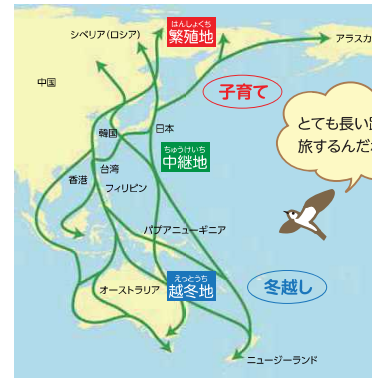 はんしょくち
繁殖地
シベリア(ロシア)
アラスカ
中国
子育て
とても長い
旅するんだ
韓国
日本
ちゅうけいち
中継地
台湾
香港
フィリピン
パプアニューギニア
えっとうち
越冬地
オーストラリア
冬越し
ニュージーランド